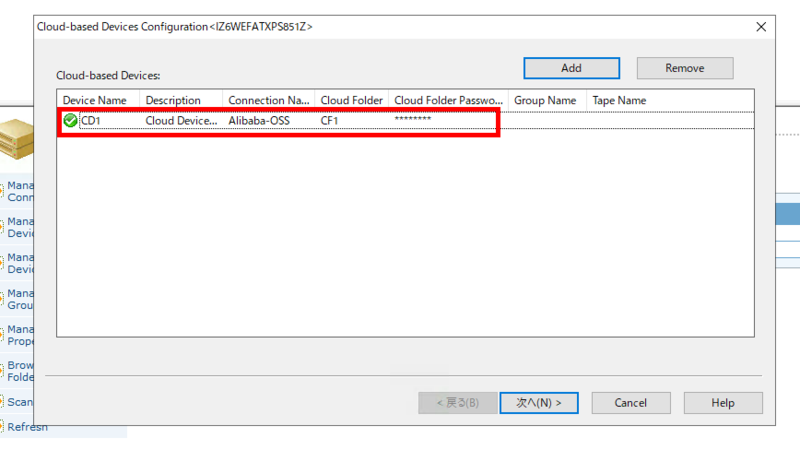 Cloud-based Devices Configuration<IZ6WEFATXPS851Z>
Add
Remove
Cloud-based Devices:
Device Name Description Connection Na... Cloud Folder Cloud Folder Passwo... Group Name Tape Name
CD1 Cloud Device... Alibaba-OSS CF1 ********
Mana
Conn
Mana
Devic
Mana
Devic
Mana
Grou
Mana
Prope
Brow
Folde
Scan
Refresh
< 戻る(B)
次へ(N) >
Cancel
Help